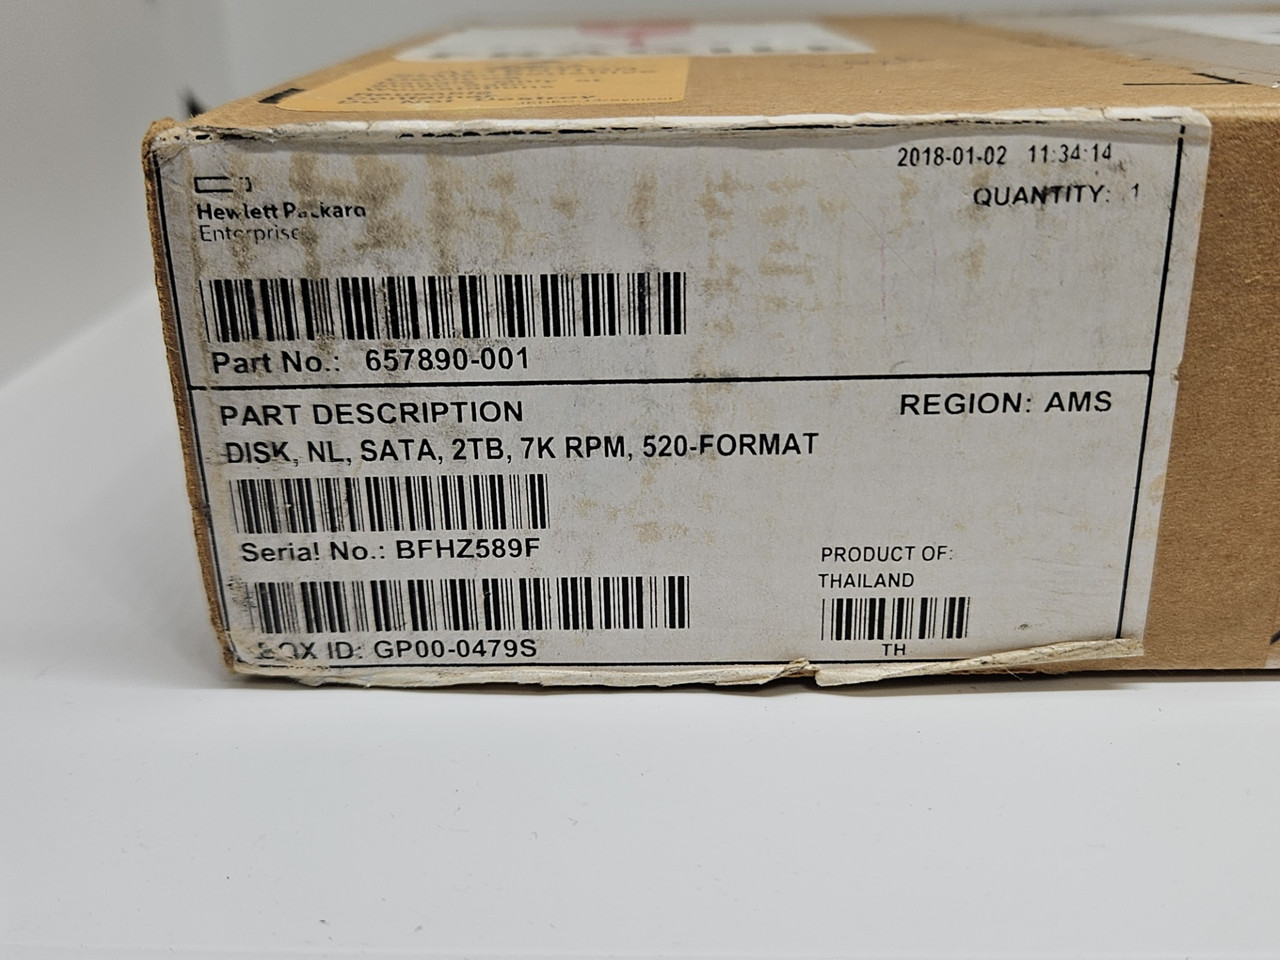 2018-01-02 11:34:14
QUANTITY: 1
Hewlett Packard
Enterprise
Part No.: 657890-001
PART DESCRIPTION
REGION: AMS
DISK, NL, SATA, 2TB, 7K RPM, 520-FORMAT
Serial No.: BFHZ589F
PRODUCT OF:
THAILAND
BOX ID: GP00-0479S
TH